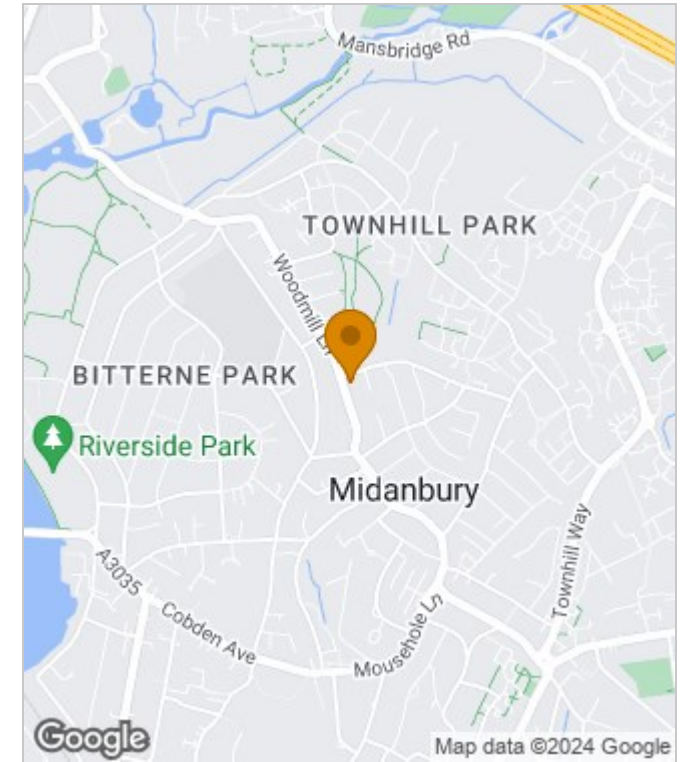 Mansbridge Rd
TOWNHILL PARK
Woodmill Ln
BITTERNE PARK
Riverside Park
Midanbury
A3035
Cobden Ave
Mousehole Ln
Townhill Way
Google
Map data ©2024 Google